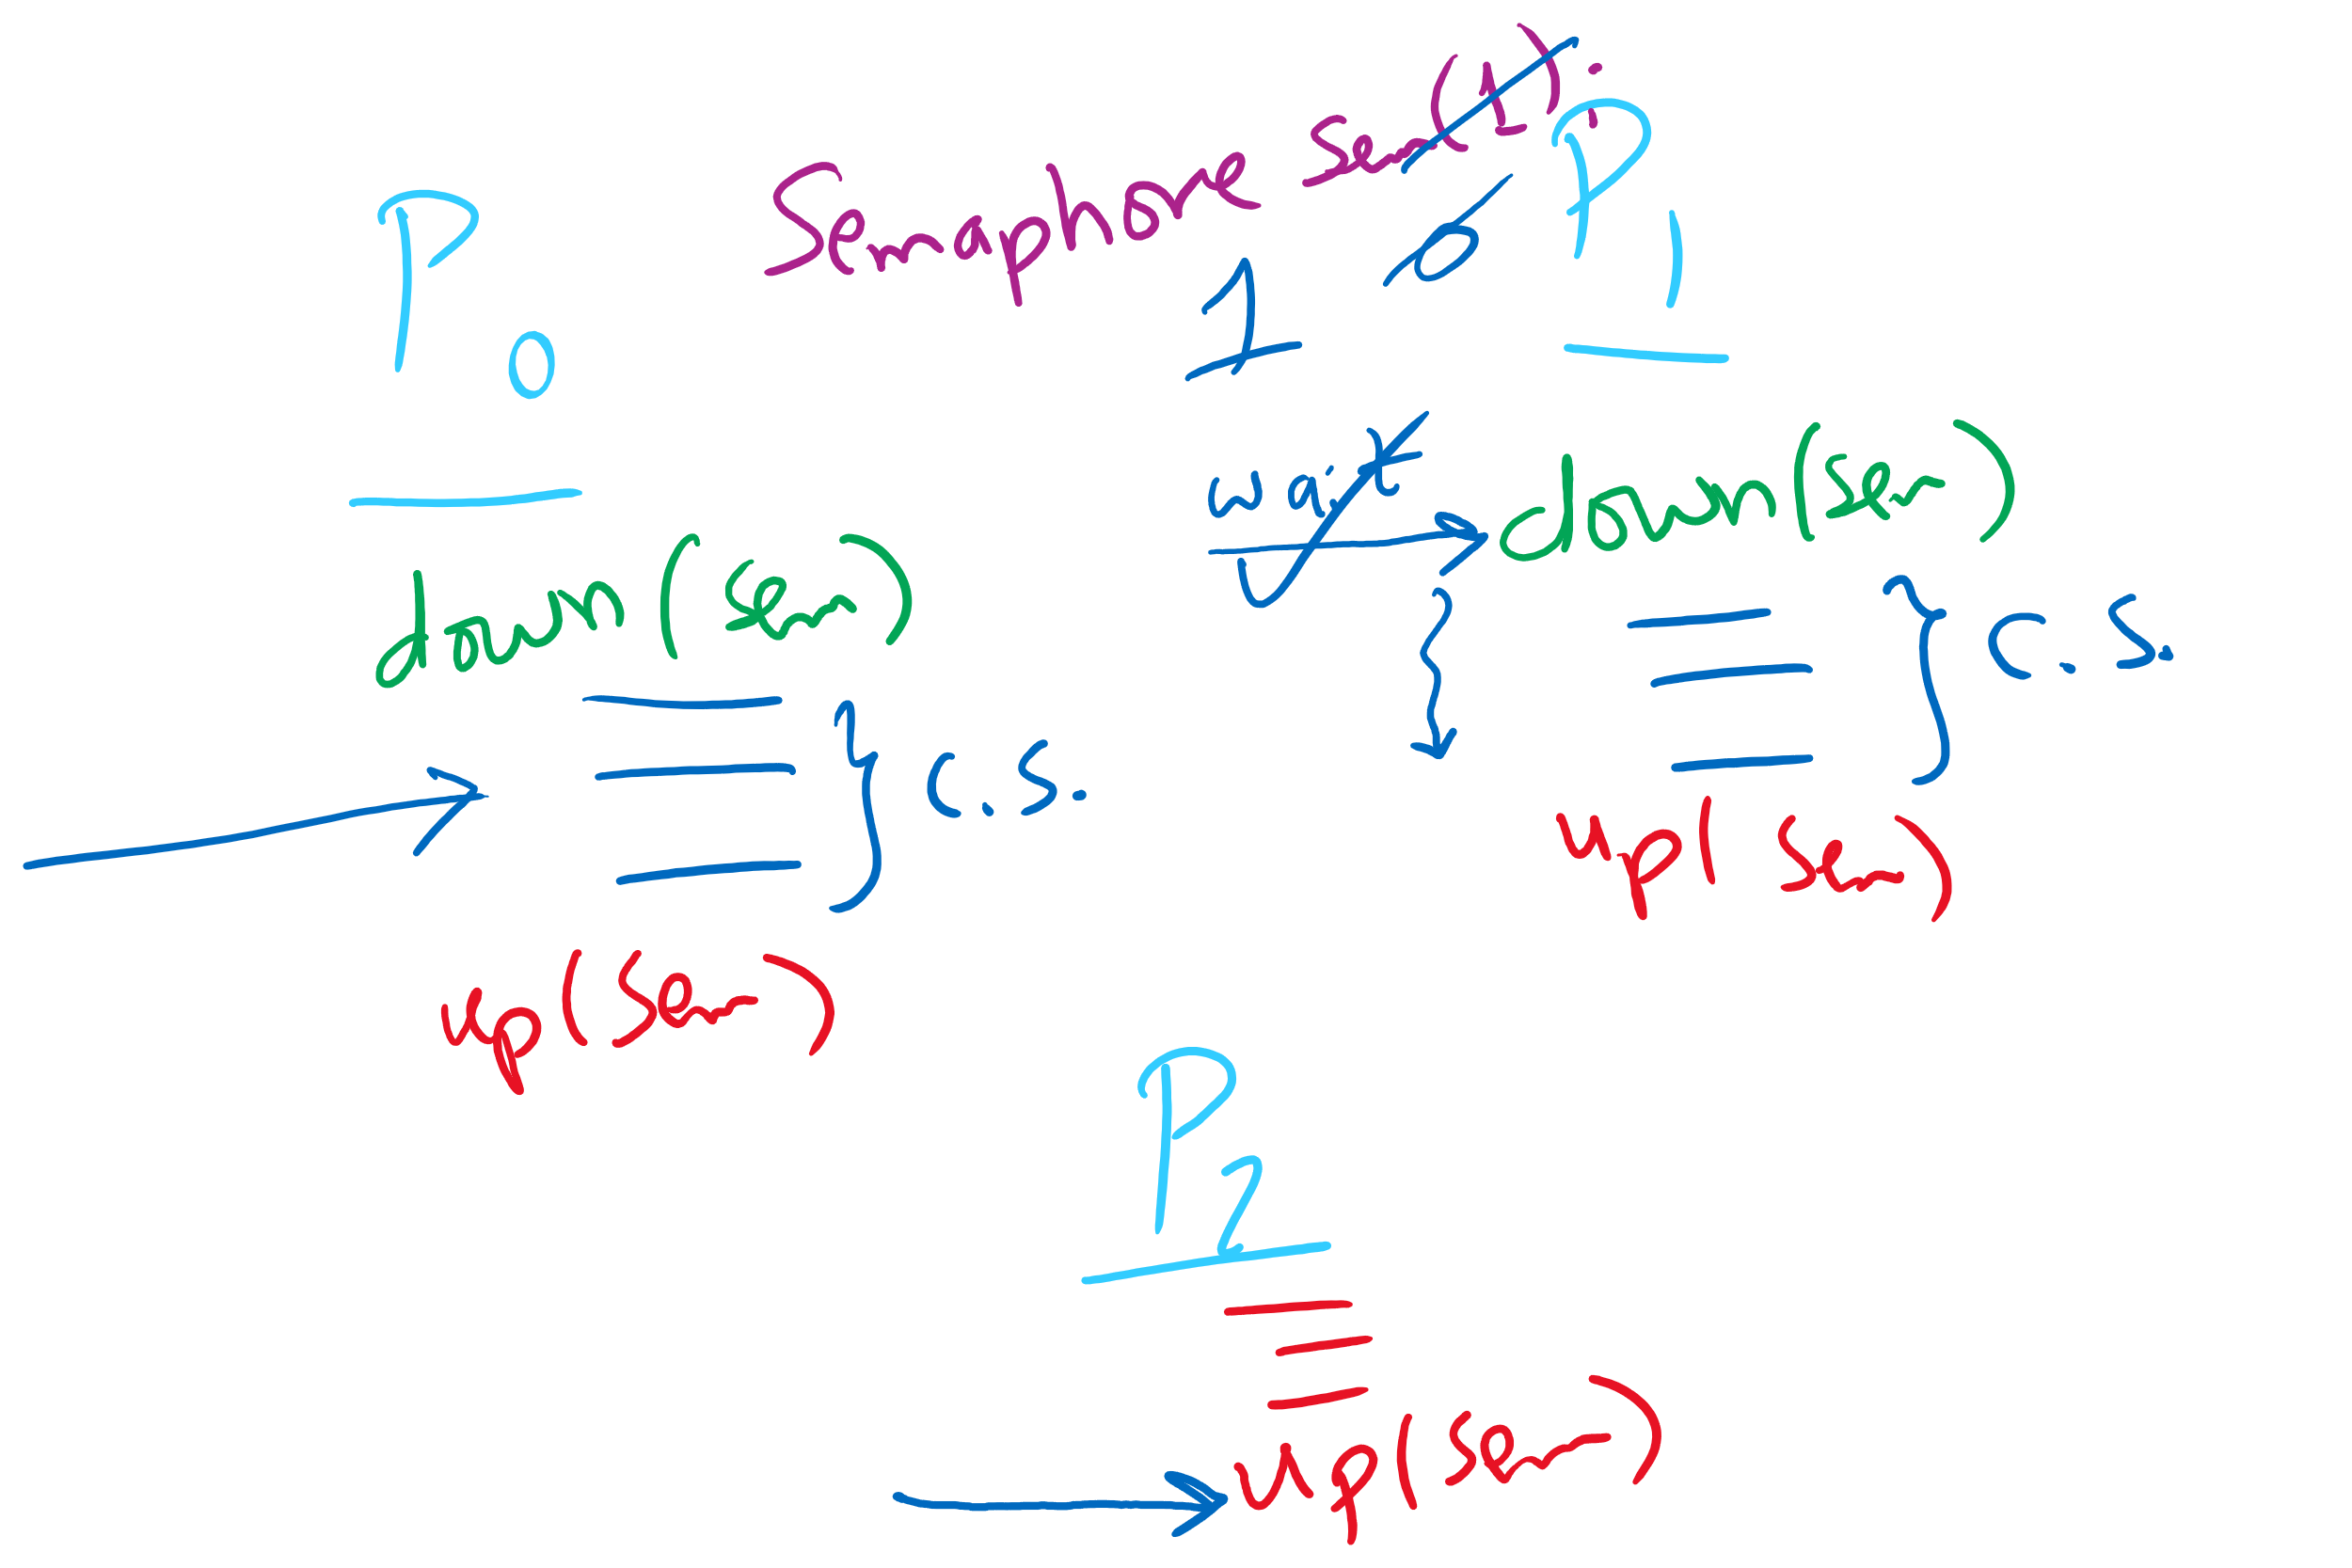 Semaphore sem(1);
0
1
P0
down(sem)
C.S.
up(sem)
P1
wait
down(sem)
C.S.
up(sem)
P2
up(sem)